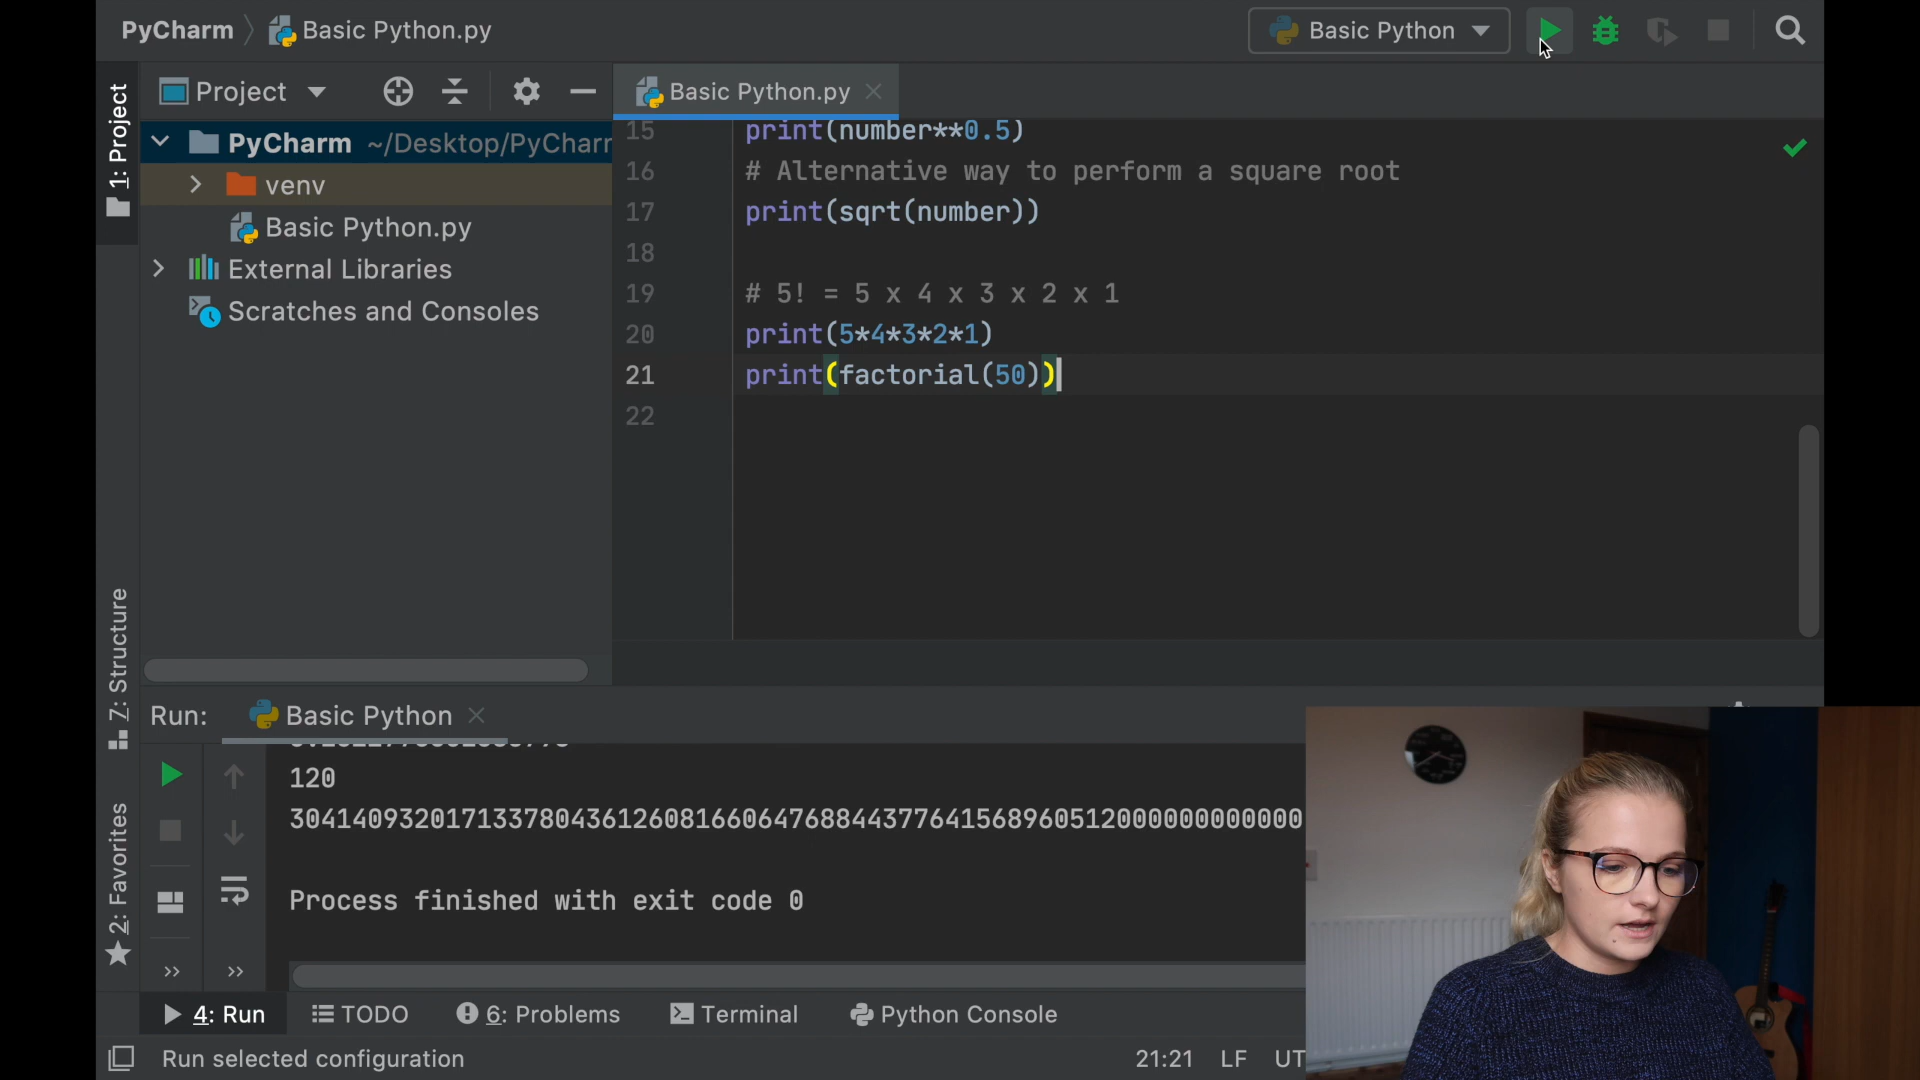 PyCharm
Basic Python.py
Basic Python
1: Project
Project
Basic Python.py
PyCharm ~/Desktop/PyCharm
venv
Basic Python.py
External Libraries
Scratches and Consoles
15 print(number**0.5)
16 # Alternative way to perform a square root
17 print(sqrt(number))
18
19 # 5! = 5 x 4 x 3 x 2 x 1
20 print(5*4*3*2*1)
21 print(factorial(50))
22
Z: Structure
2: Favorites
Run:
Basic Python
120
30414093201713378043612608166064768844377641568960512000000000000
Process finished with exit code 0
4: Run
TODO
6: Problems
Terminal
Python Console
Run selected configuration
21:21 LF UT